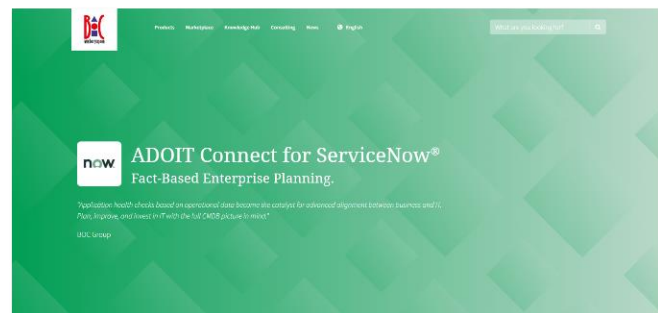 BOC
Products Marketplace Knowledge Hub Consulting News English
What are you looking for?
now.
ADOIT Connect for ServiceNow®
Fact-Based Enterprise Planning.
"Application health checks based on operational data become the catalyst for advanced alignment between business and IT.
Plan, improve, and invest in IT with the full CMDB picture in mind."
BOC Group